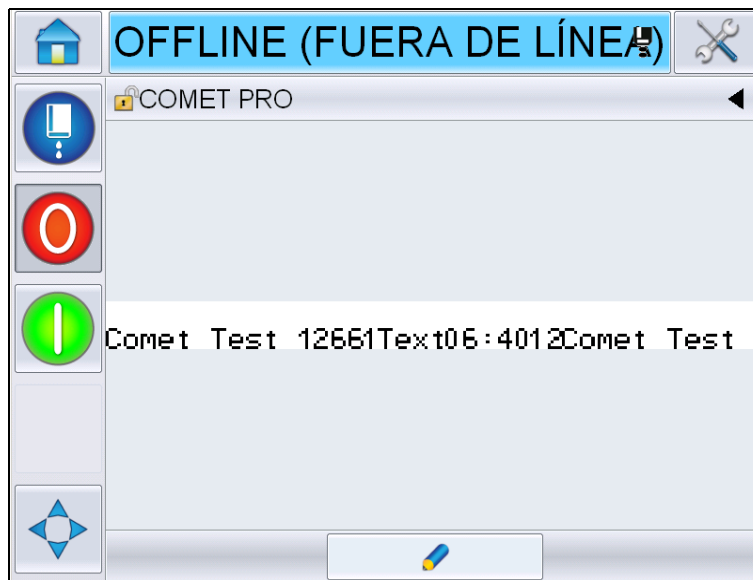 OFFLINE (FUERA DE LÍNEA)
COMET PRO
Comet Test 12661Text06:4012Comet Test